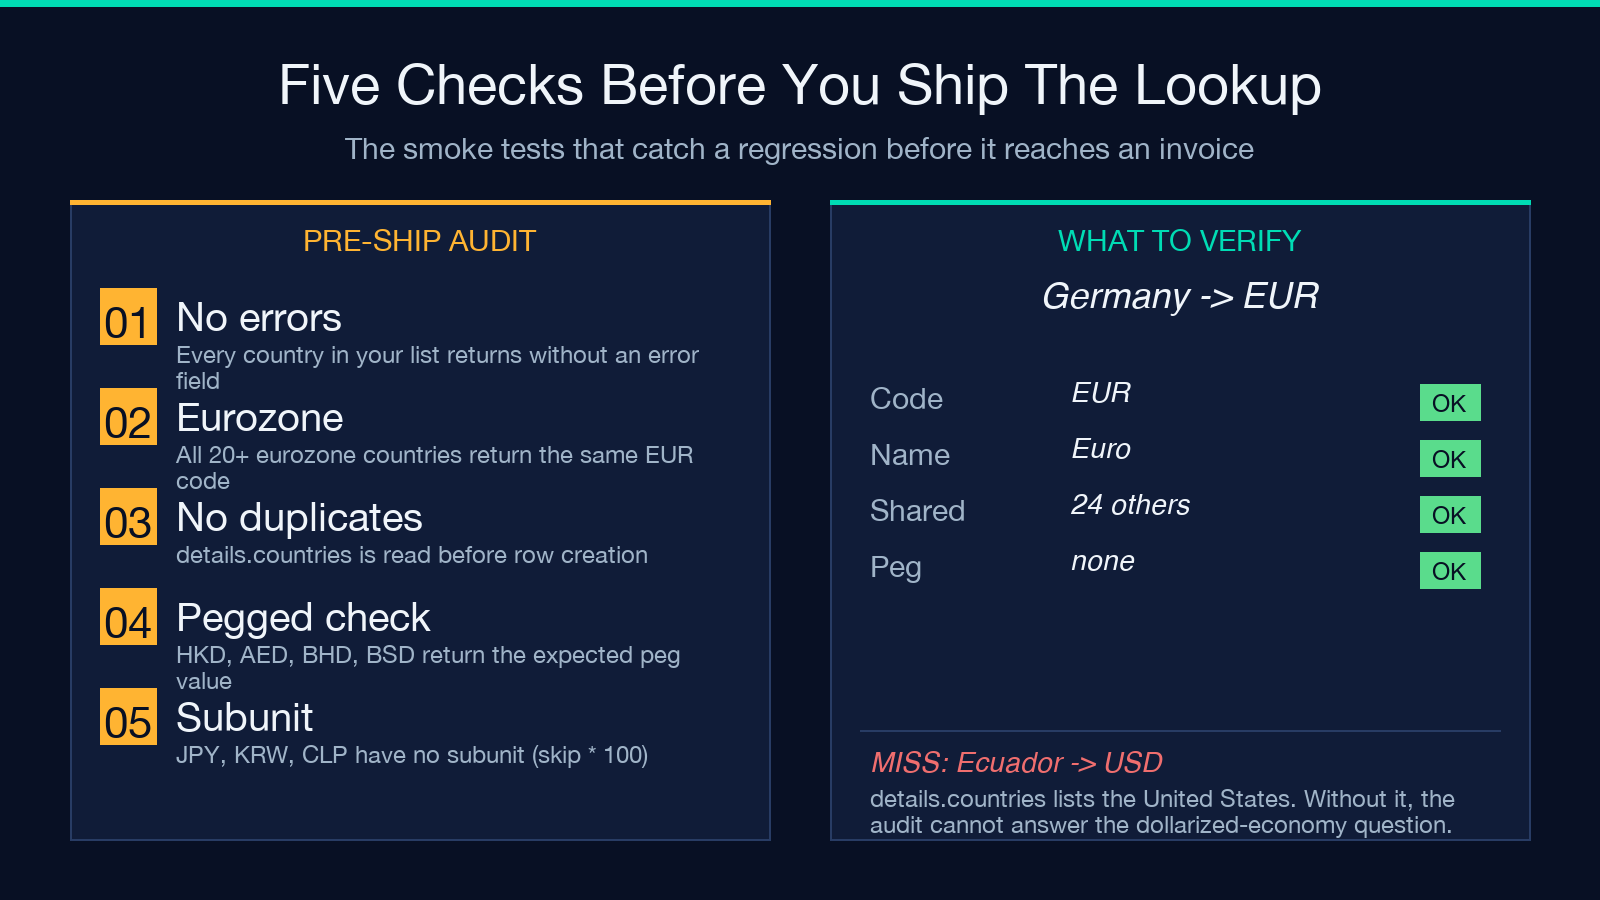 Five Checks Before You Ship The Lookup
The smoke tests that catch a regression before it reaches an invoice
PRE-SHIP AUDIT
01
No errors
Every country in your list returns without an error
field
02
Eurozone
All 20+ eurozone countries return the same EUR
code
03
No duplicates
details.countries is read before row creation
04
Pegged check
HKD, AED, BHD, BSD return the expected peg
value
05
Subunit
JPY, KRW, CLP have no subunit (skip * 100)
WHAT TO VERIFY
Germany -> EUR
Code EUR OK
Name Euro OK
Shared 24 others OK
Peg none OK
MISS: Ecuador -> USD
details.countries lists the United States. Without it, the
audit cannot answer the dollarized-economy question.